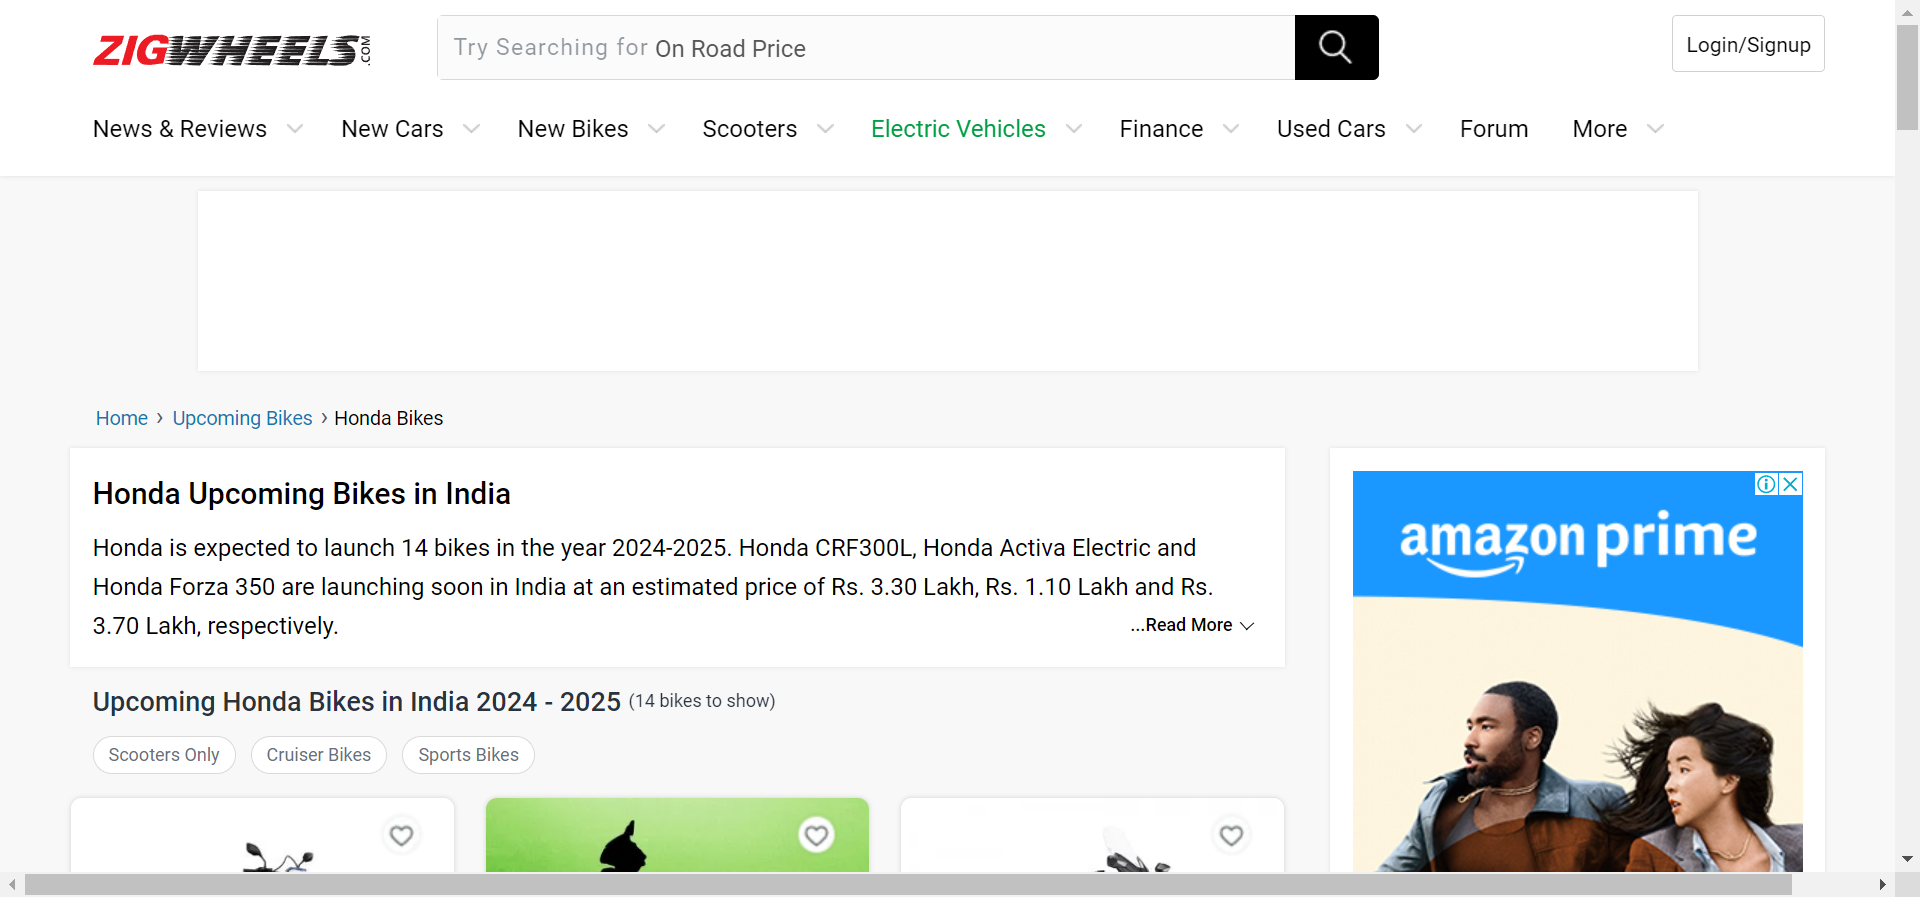 ZIGWHEELS.COM
Try Searching for On Road Price
Login/Signup
News & Reviews New Cars New Bikes Scooters Electric Vehicles Finance Used Cars Forum More
Home › Upcoming Bikes › Honda Bikes
Honda Upcoming Bikes in India
Honda is expected to launch 14 bikes in the year 2024-2025. Honda CRF300L, Honda Activa Electric and
Honda Forza 350 are launching soon in India at an estimated price of Rs. 3.30 Lakh, Rs. 1.10 Lakh and Rs.
3.70 Lakh, respectively.
...Read More
Upcoming Honda Bikes in India 2024 - 2025 (14 bikes to show)
Scooters Only Cruiser Bikes Sports Bikes
amazon prime